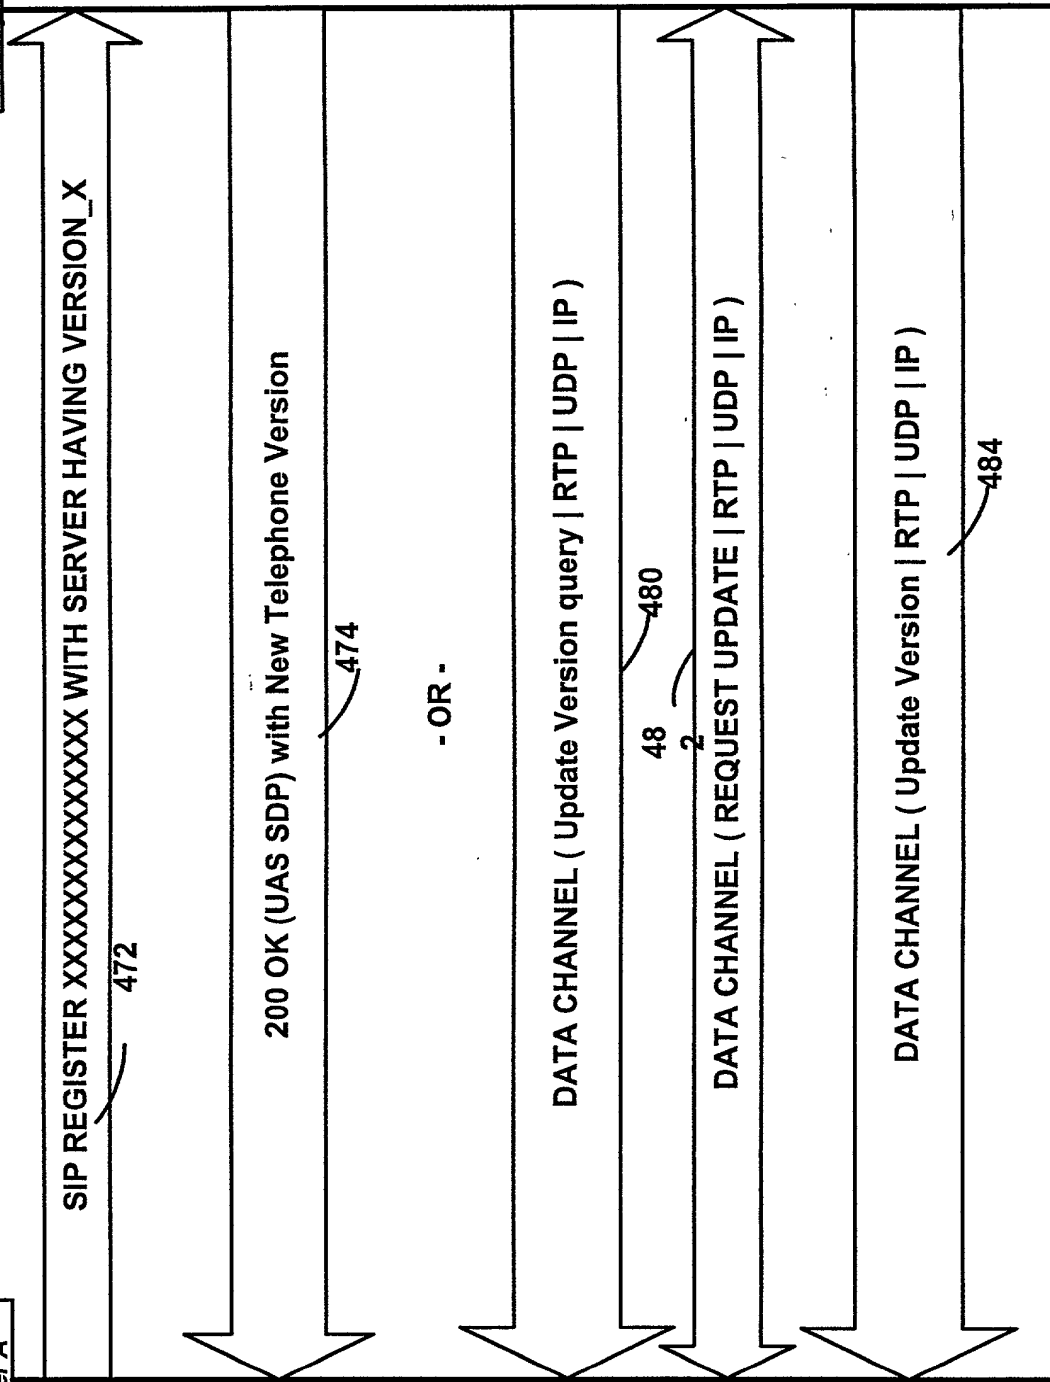 SIP REGISTER XXXXXXXXXXXXXXXX WITH SERVER HAVING VERSION_X
472
200 OK (UAS SDP) with New Telephone Version
474
- OR -
DATA CHANNEL ( Update Version query | RTP | UDP | IP )
480
48
2
DATA CHANNEL ( REQUEST UPDATE | RTP | UDP | IP )
DATA CHANNEL ( Update Version | RTP | UDP | IP )
484